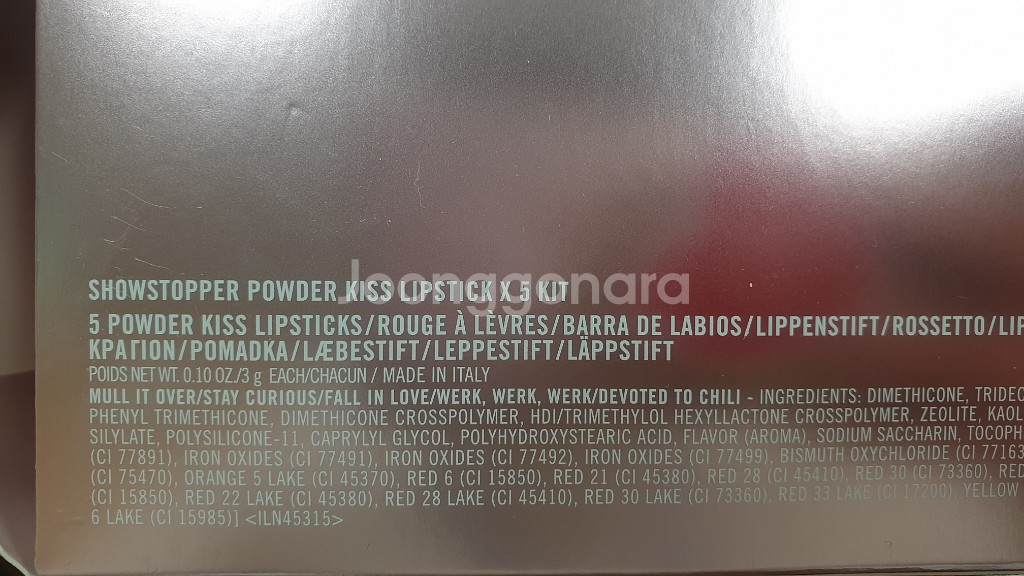 Joonggonara
SHOWSTOPPER POWDER KISS LIPSTICK X 5 KIT
5 POWDER KISS LIPSTICKS/ROUGE À LÈVRES/BARRA DE LABIOS/LIPPENSTIFT/ROSSETTO/LIP
ΚΡΑΓΙΟΝ/POMADKA/LÆBESTIFT/LEPPESTIFT/LÄPPSTIFT
POIDS NET WT. 0.10 OZ./3 g EACH/CHACUN / MADE IN ITALY
MULL IT OVER/STAY CURIOUS/FALL IN LOVE/WERK, WERK, WERK/DEVOTED TO CHILI - INGREDIENTS: DIMETHICONE, TRIDEC
PHENYL TRIMETHICONE, DIMETHICONE CROSSPOLYMER, HDI/TRIMETHYLOL HEXYLLACTONE CROSSPOLYMER, ZEOLITE, KAOL
SILYLATE, POLYSILICONE-11, CAPRYLYL GLYCOL, POLYHYDROXYSTEARIC ACID, FLAVOR (AROMA), SODIUM SACCHARIN, TOCOPH
(CI 77891), IRON OXIDES (CI 77491), IRON OXIDES (CI 77492), IRON OXIDES (CI 77499), BISMUTH OXYCHLORIDE (CI 77163
(CI 75470), ORANGE 5 LAKE (CI 45370), RED 6 (CI 15850), RED 21 (CI 45380), RED 28 (CI 45410), RED 30 (CI 73360), RED
(CI 15850), RED 22 LAKE (CI 45380), RED 28 LAKE (CI 45410), RED 30 LAKE (CI 73360), RED 33 LAKE (CI 17200), YELLOW
6 LAKE (CI 15985)] <ILN45315>